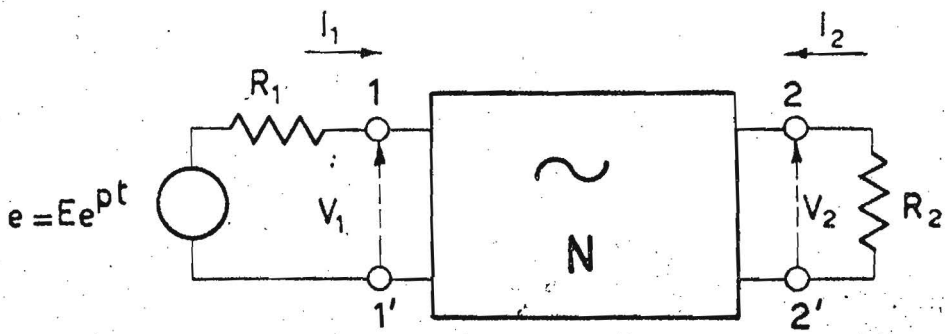 I₁
I₂
R₁
1
2
e=Eeᵖᵗ
V₁
~
N
V₂
R₂
1'
2'